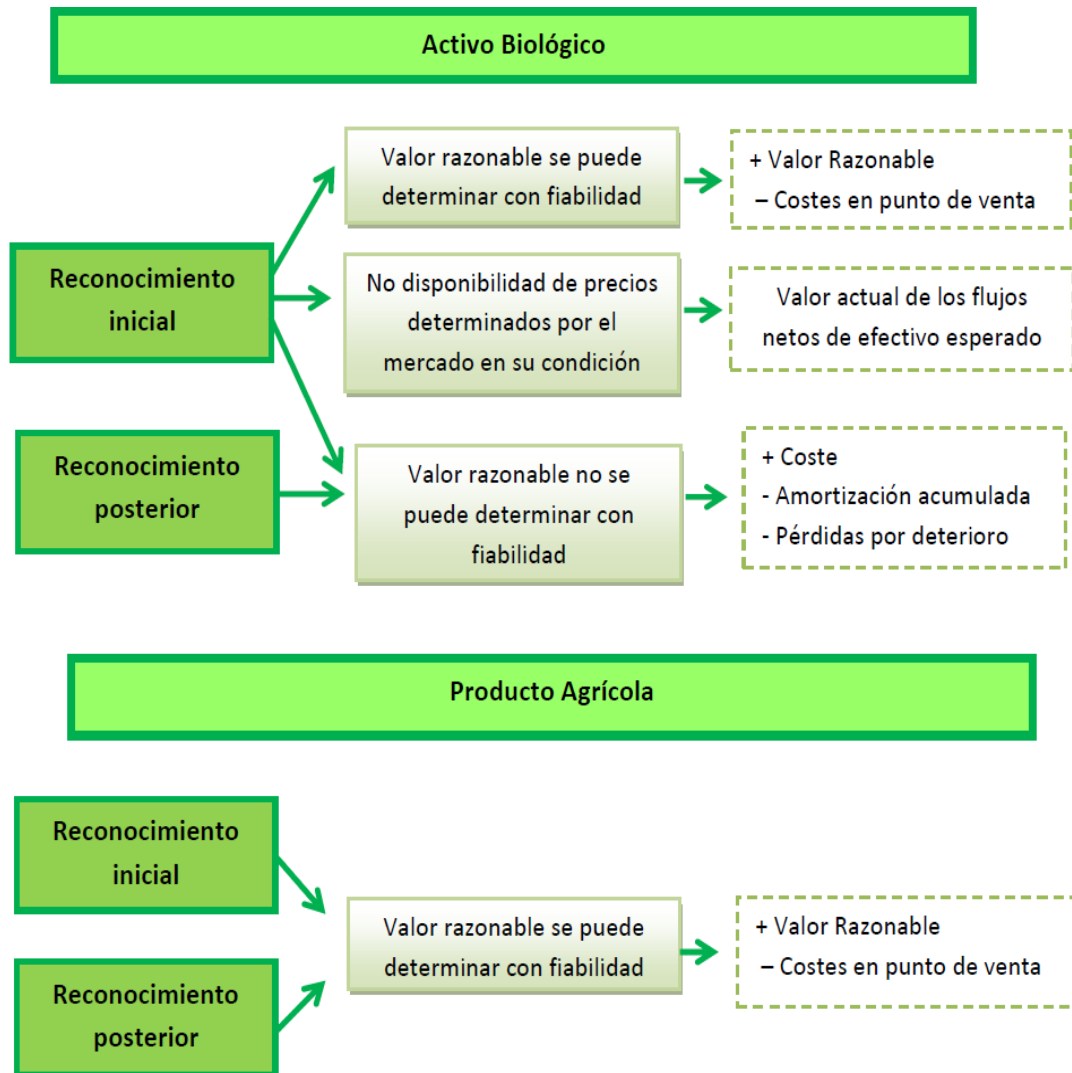 Activo Biológico
Valor razonable se puede
determinar con fiabilidad
+ Valor Razonable
– Costes en punto de venta
Reconocimiento
inicial
No disponibilidad de precios
determinados por el
mercado en su condición
Valor actual de los flujos
netos de efectivo esperado
Reconocimiento
posterior
Valor razonable no se
puede determinar con
fiabilidad
+ Coste
- Amortización acumulada
- Pérdidas por deterioro
Producto Agrícola
Reconocimiento
inicial
Reconocimiento
posterior
Valor razonable se puede
determinar con fiabilidad
+ Valor Razonable
– Costes en punto de venta